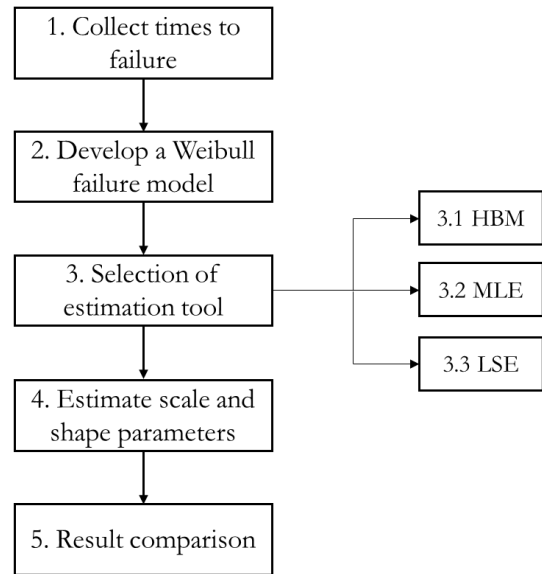 1. Collect times to
failure
2. Develop a Weibull
failure model
3. Selection of
estimation tool
3.1 HBM
3.2 MLE
3.3 LSE
4. Estimate scale and
shape parameters
5. Result comparison